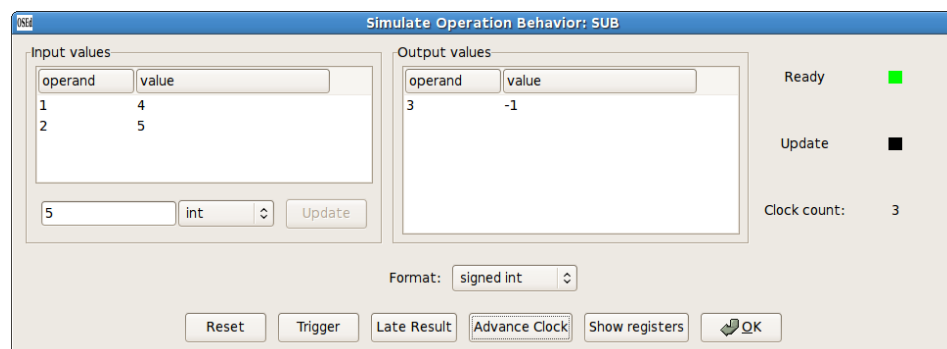 OSEd
Simulate Operation Behavior: SUB
Input values
operand value
1 4
2 5
5 int Update
Output values
operand value
3 -1
Ready
Update
Clock count: 3
Format: signed int
Reset Trigger Late Result Advance Clock Show registers OK